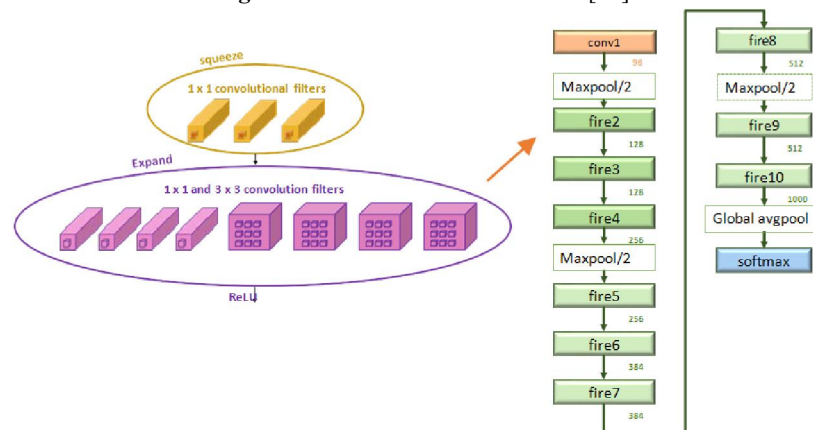 squeeze
1 x 1 convolutional filters
Expand
1 x 1 and 3 x 3 convolution filters
ReLU
conv1
96
Maxpool/2
fire2
128
fire3
128
fire4
256
Maxpool/2
fire5
256
fire6
384
fire7
384
fire8
512
Maxpool/2
fire9
512
fire10
1000
Global avgpool
softmax